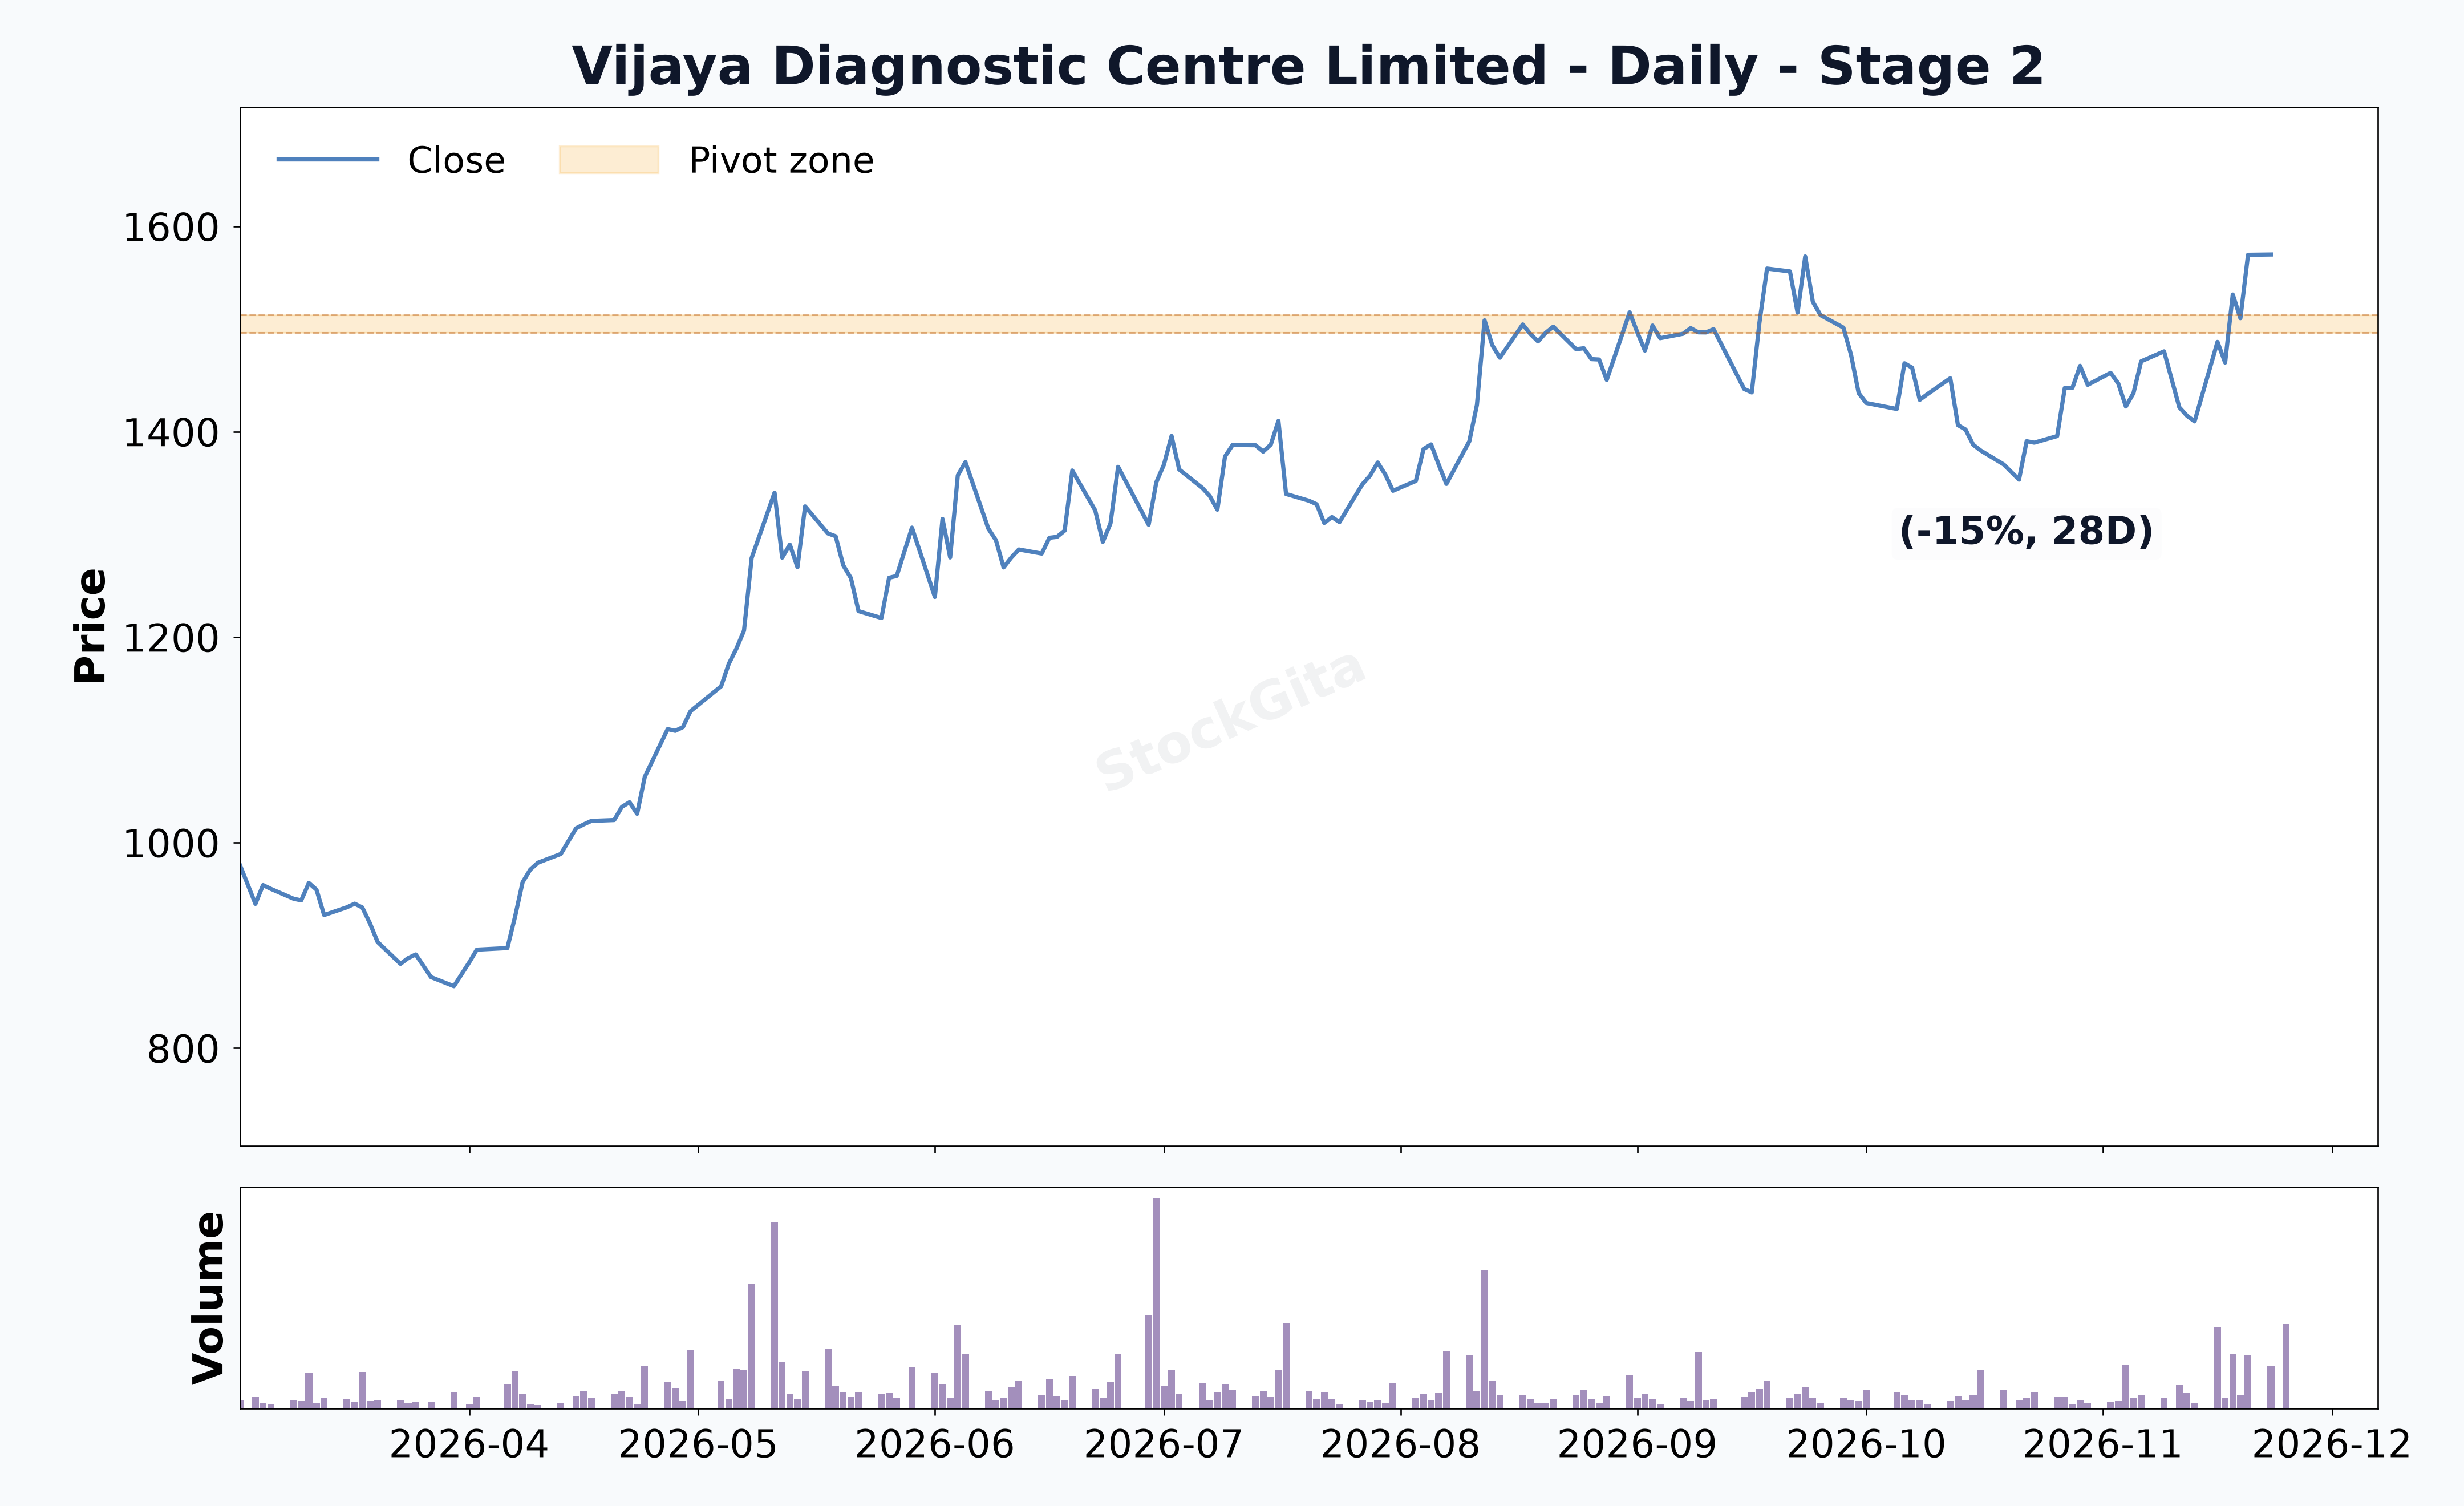 Vijaya Diagnostic Centre Limited - Daily - Stage 2
Close
Pivot zone
1600
1400
1200
1000
800
Price
(-15%, 28D)
StockGita
Volume
2026-04
2026-05
2026-06
2026-07
2026-08
2026-09
2026-10
2026-11
2026-12